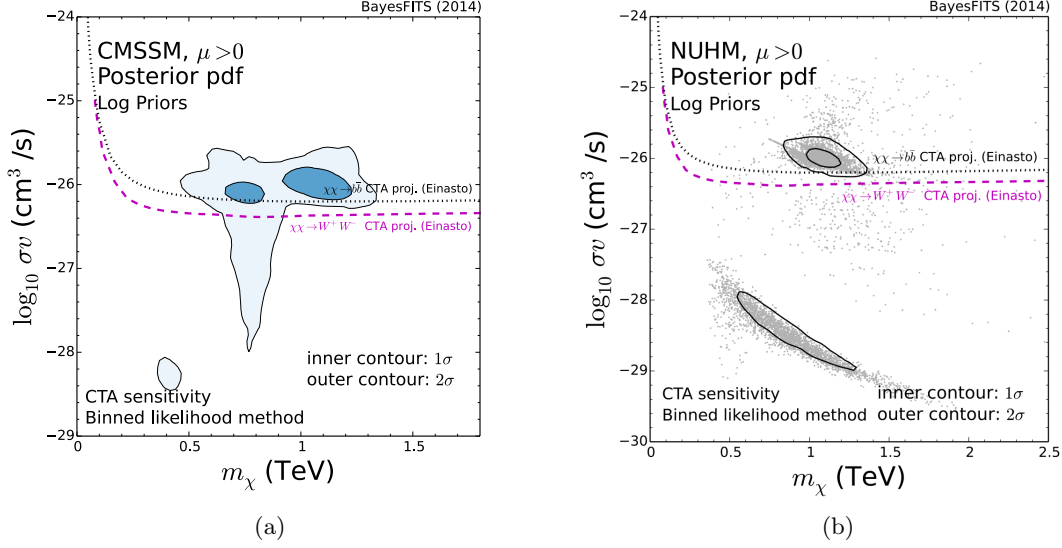 BayesFITS (2014)
CMSSM, μ > 0
Posterior pdf
Log Priors
χχ→bb̄ CTA proj. (Einasto)
χχ→W⁺W⁻ CTA proj. (Einasto)
inner contour: 1σ
outer contour: 2σ
CTA sensitivity
Binned likelihood method
−24
−25
−26
−27
−28
−29
0
0.5
1
1.5
log₁₀ σv (cm³/s)
mχ (TeV)
(a)
BayesFITS (2014)
NUHM, μ > 0
Posterior pdf
Log Priors
χχ→bb̄ CTA proj. (Einasto)
χχ→W⁺W⁻ CTA proj. (Einasto)
CTA sensitivity
Binned likelihood method
inner contour: 1σ
outer contour: 2σ
−24
−25
−26
−27
−28
−29
−30
0
0.5
1.0
1.5
2.0
2.5
log₁₀ σv (cm³/s)
mχ (TeV)
(b)